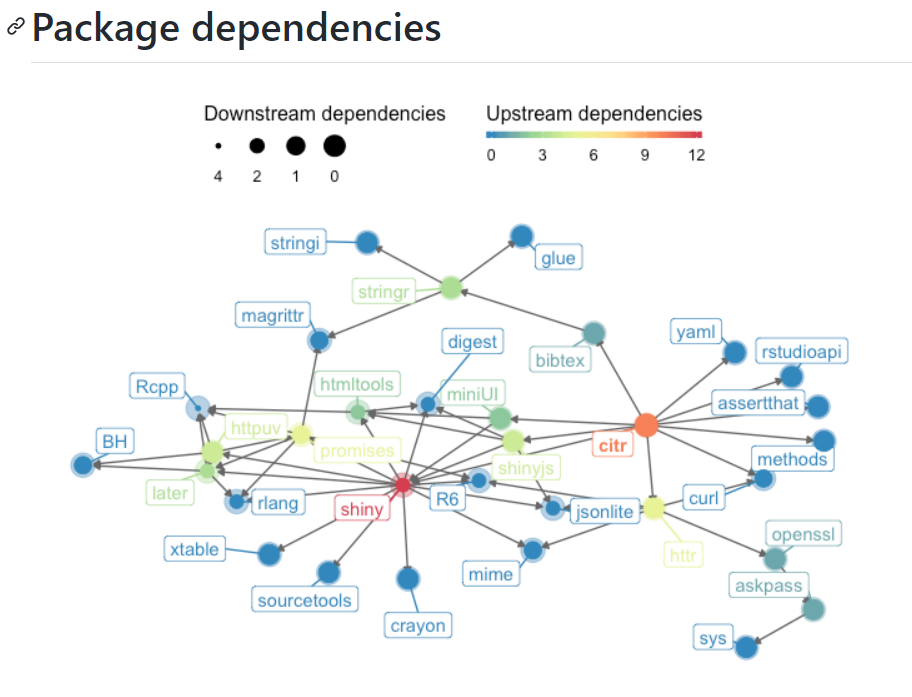 Package dependencies
Downstream dependencies
4 2 1 0
Upstream dependencies
0 3 6 9 12
stringi
glue
stringr
magrittr
yaml
digest
rstudioapi
bibtex
Rcpp
htmltools
miniUI
assertthat
httpuv
BH
promises
citr
methods
shinyjs
later
rlang
shiny
R6
jsonlite
curl
xtable
openssl
httr
mime
askpass
sourcetools
crayon
sys